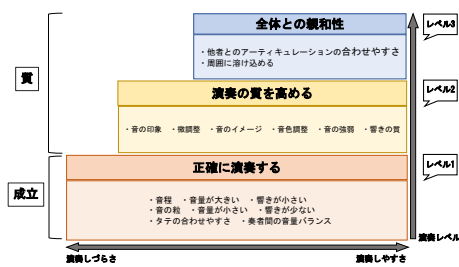 全体との親和性
レベル3
・他者とのアーティキュレーションの合わせやすさ
・周囲に溶け込める
質
演奏の質を高める
レベル2
・音の印象 ・微調整 ・音のイメージ ・音色調整 ・音の強弱 ・響きの質
正確に演奏する
レベル1
成立
・音程 ・音量が大きい ・響きが小さい
・音の粒 ・音量が小さい ・響きが少ない
・タテの合わせやすさ ・奏者間の音量バランス
演奏レベル
演奏しづらさ
演奏しやすさ